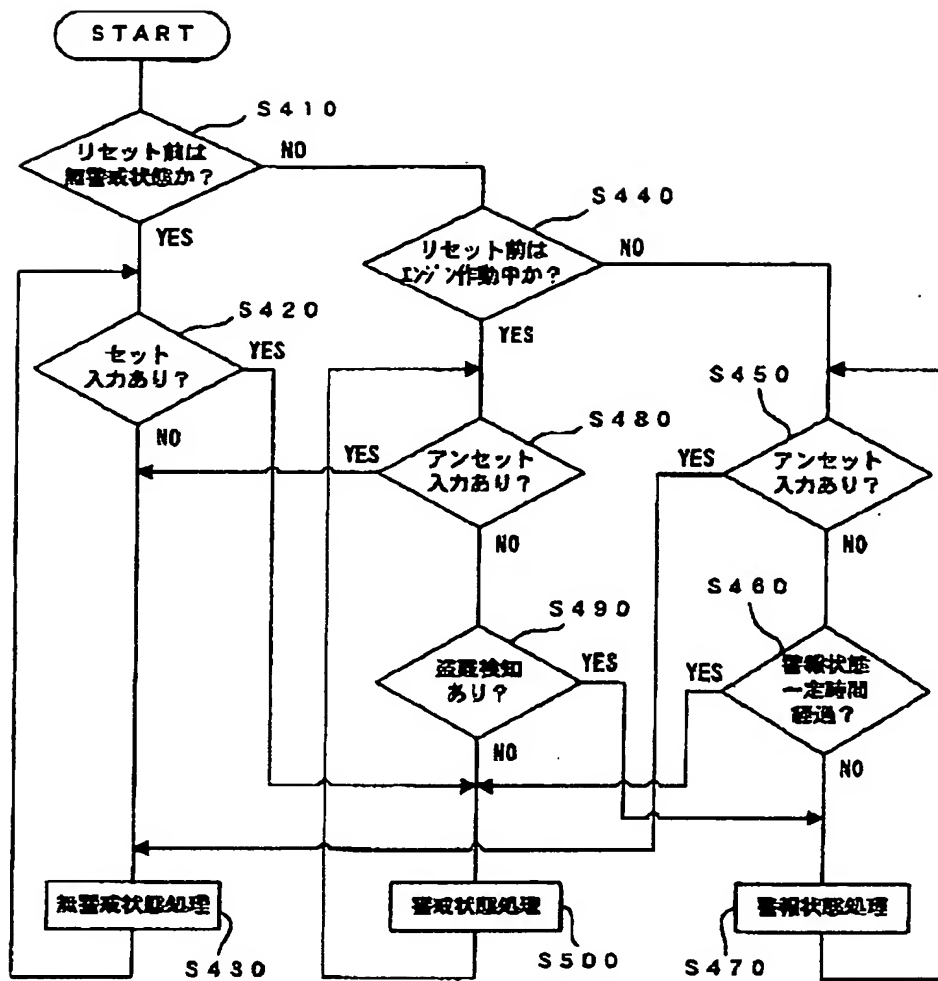 START
S410
リセット前は
無警戒状態か?
NO
YES
S440
リセット前は
エンジン作動中か?
NO
YES
S420
セット
入力あり?
YES
NO
S480
アンセット
入力あり?
YES
NO
S450
アンセット
入力あり?
YES
NO
S490
盗難検知
あり?
YES
NO
S460
警報状態
一定時間
経過?
YES
NO
無警戒状態処理
S430
警戒状態処理
S500
警報状態処理
S470